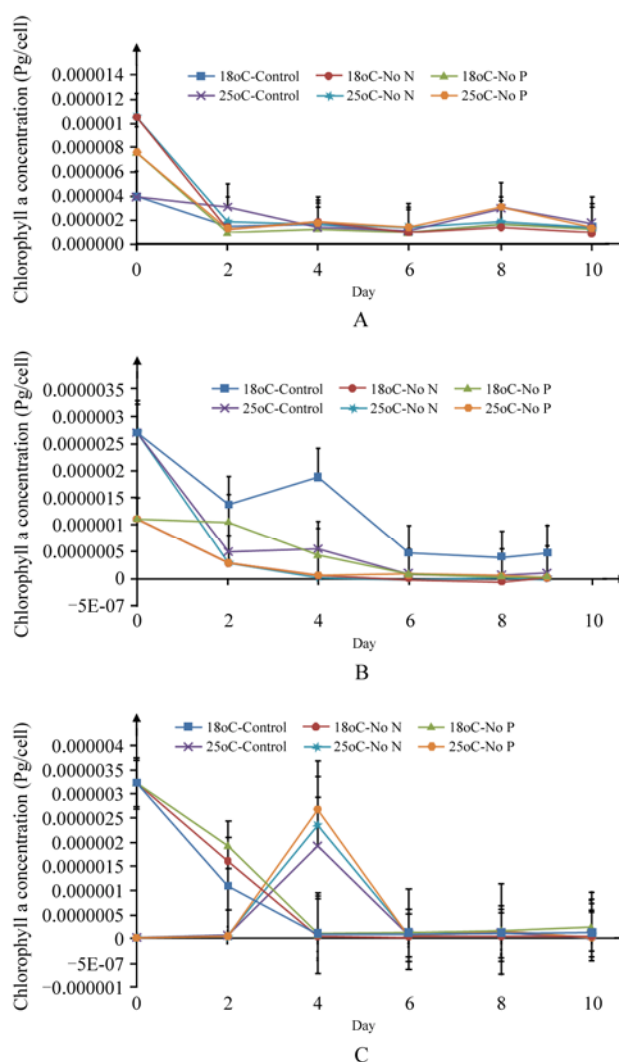 Chlorophyll a concentration (Pg/cell)
18oC-Control 18oC-No N 18oC-No P
25oC-Control 25oC-No N 25oC-No P
0.000014
0.000012
0.000001
0.000008
0.000006
0.000004
0.000002
0.000000
0 2 4 6 8 10
Day
A
Chlorophyll a concentration (Pg/cell)
18oC-Control 18oC-No N 18oC-No P
25oC-Control 25oC-No N 25oC-No P
0.0000035
0.000003
0.0000025
0.000002
0.0000015
0.000001
0.0000005
0
−5E-07
0 2 4 6 8 10
Day
B
Chlorophyll a concentration (Pg/cell)
18oC-Control 18oC-No N 18oC-No P
25oC-Control 25oC-No N 25oC-No P
0.000004
0.0000035
0.000003
0.0000025
0.000002
0.0000015
0.000001
0.0000005
0
−5E-07
−0.000001
0 2 4 6 8 10
Day
C